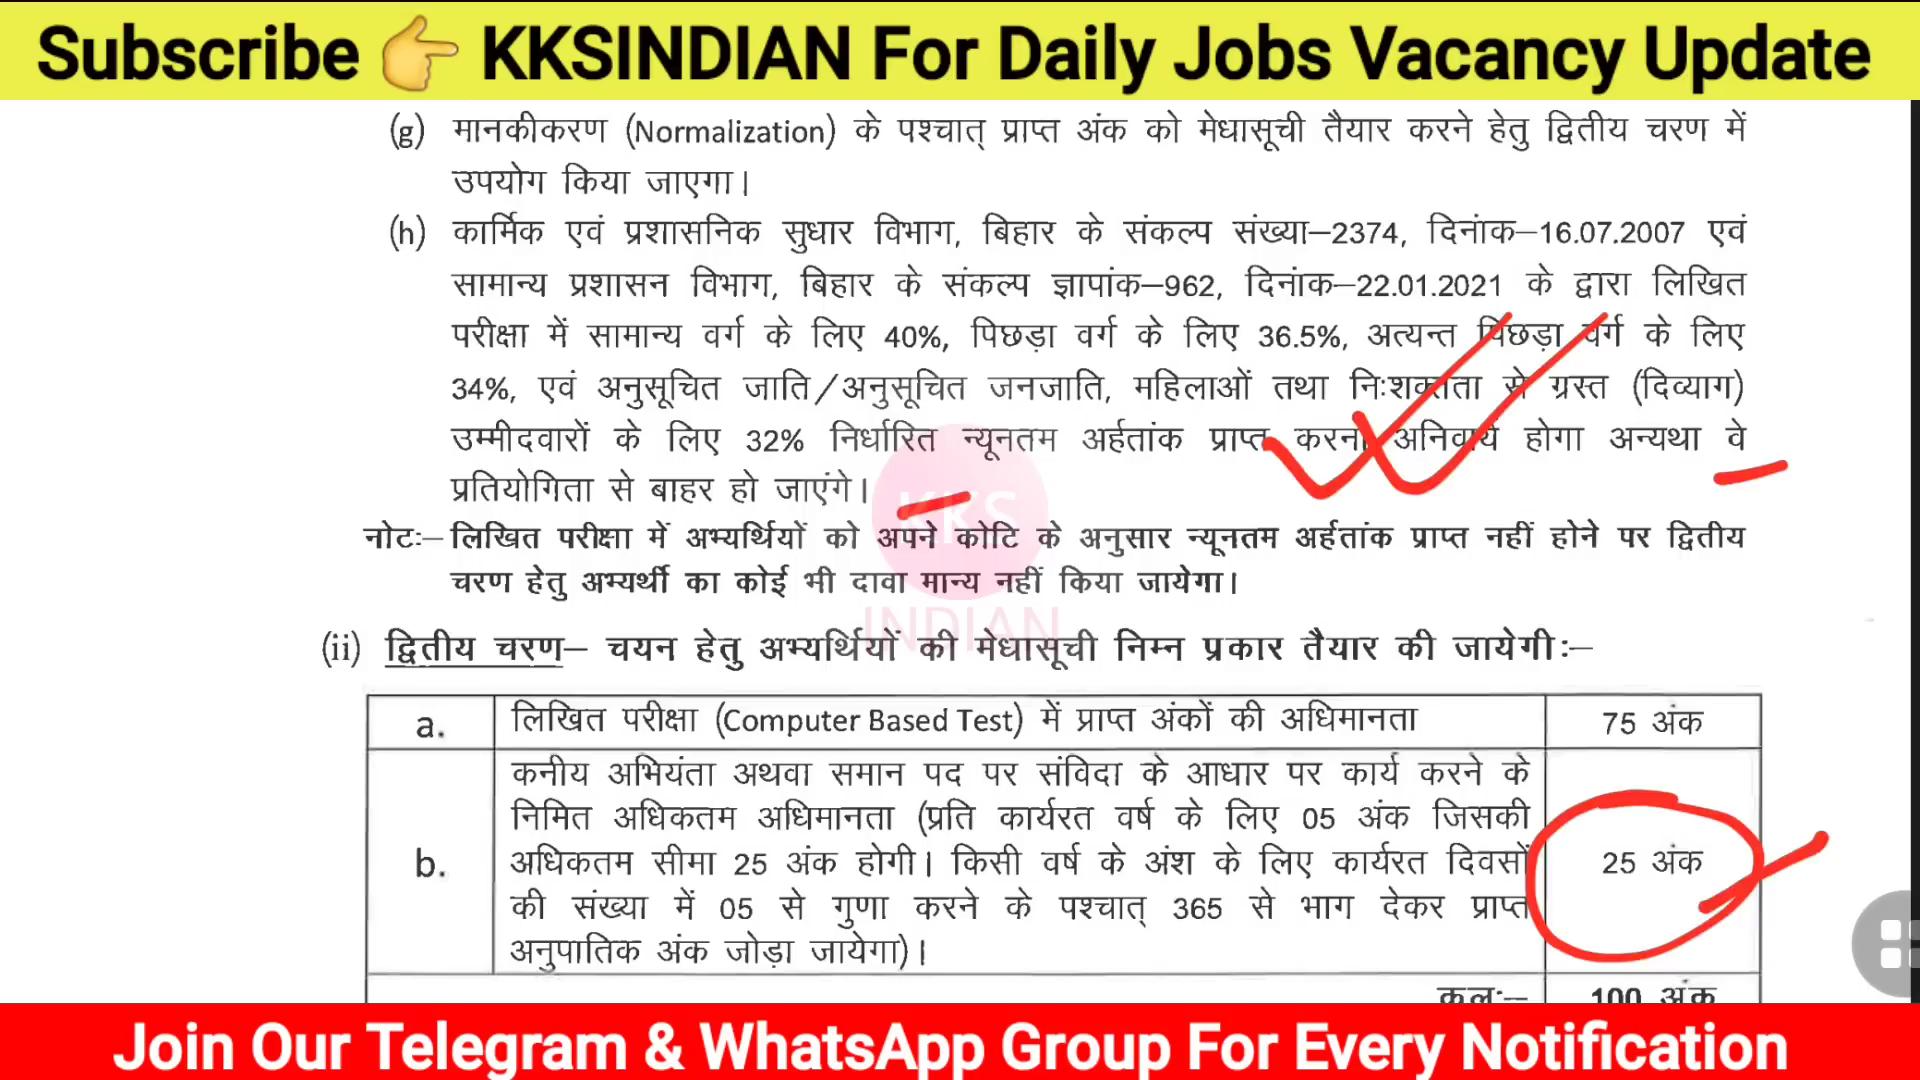 Subscribe 👉 KKSINDIAN For Daily Jobs Vacancy Update
(g) मानकीकरण (Normalization) के पश्चात् प्राप्त अंक को मेधासूची तैयार करने हेतु द्वितीय चरण में
उपयोग किया जाएगा।
(h) कार्मिक एवं प्रशासनिक सुधार विभाग, बिहार के संकल्प संख्या–2374, दिनांक–16.07.2007 एवं
सामान्य प्रशासन विभाग, बिहार के संकल्प ज्ञापांक–962, दिनांक–22.01.2021 के द्वारा लिखित
परीक्षा में सामान्य वर्ग के लिए 40%, पिछड़ा वर्ग के लिए 36.5%, अत्यन्त पिछड़ा वर्ग के लिए
34%, एवं अनुसूचित जाति/अनुसूचित जनजाति, महिलाओं तथा निःशक्तता से ग्रस्त (दिव्याग)
उम्मीदवारों के लिए 32% निर्धारित न्यूनतम अर्हतांक प्राप्त करना अनिवार्य होगा अन्यथा वे
प्रतियोगिता से बाहर हो जाएंगे।
KKS
नोटः– लिखित परीक्षा में अभ्यर्थियों को अपने कोटि के अनुसार न्यूनतम अर्हतांक प्राप्त नहीं होने पर द्वितीय
चरण हेतु अभ्यर्थी का कोई भी दावा मान्य नहीं किया जायेगा।
INDIAN
(ii) द्वितीय चरण– चयन हेतु अभ्यर्थियों की मेधासूची निम्न प्रकार तैयार की जायेगीः–
a. लिखित परीक्षा (Computer Based Test) में प्राप्त अंकों की अधिमानता 75 अंक
कनीय अभियंता अथवा समान पद पर संविदा के आधार पर कार्य करने के
निमित अधिकतम अधिमानता (प्रति कार्यरत वर्ष के लिए 05 अंक जिसकी
b. अधिकतम सीमा 25 अंक होगी। किसी वर्ष के अंश के लिए कार्यरत दिवसों 25 अंक
की संख्या में 05 से गुणा करने के पश्चात् 365 से भाग देकर प्राप्त
अनुपातिक अंक जोड़ा जायेगा)।
कुलः– 100 अंक
Join Our Telegram & WhatsApp Group For Every Notification